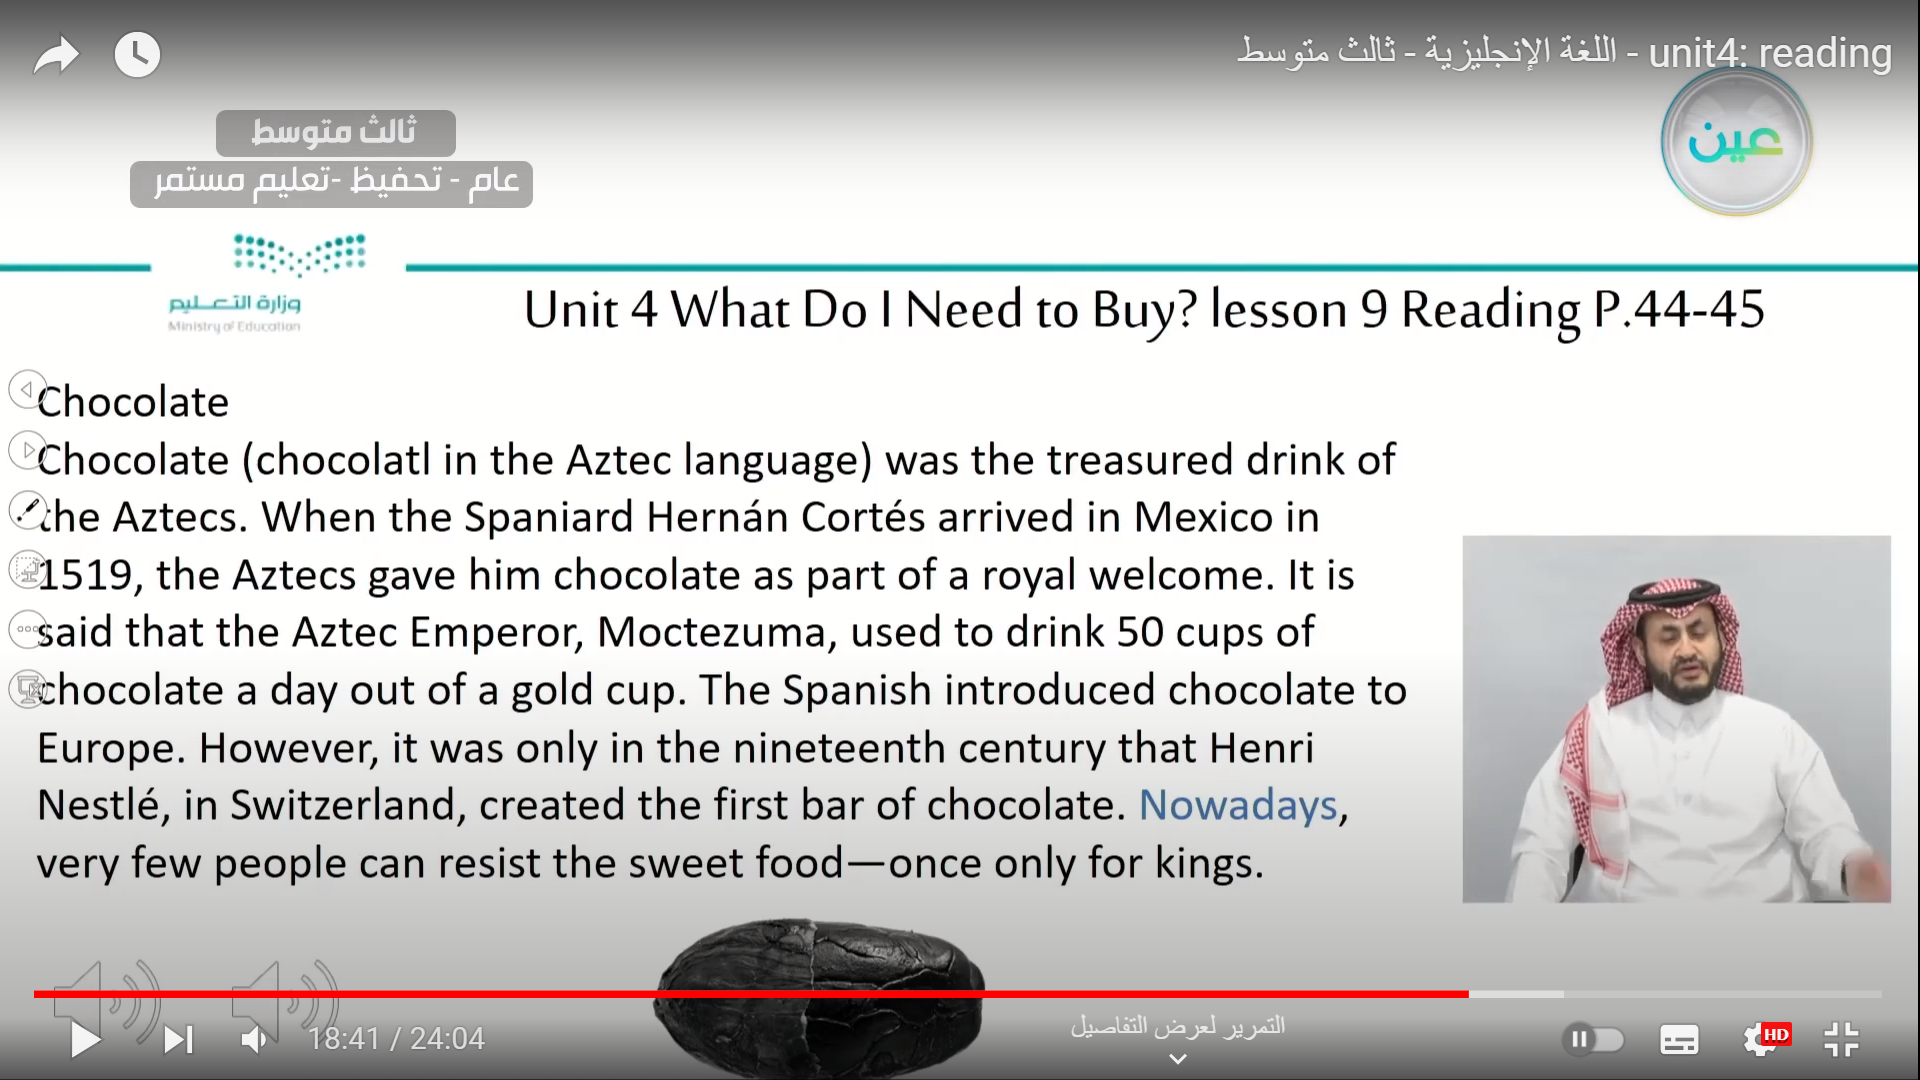 unit4: reading - اللغة الإنجليزية - ثالث متوسط
ثالث متوسط
عام - تحفيظ -تعليم مستمر
عين
وزارة التعليم
Ministry of Education
Unit 4 What Do I Need to Buy? lesson 9 Reading P.44-45
Chocolate
Chocolate (chocolatl in the Aztec language) was the treasured drink of
the Aztecs. When the Spaniard Hernán Cortés arrived in Mexico in
1519, the Aztecs gave him chocolate as part of a royal welcome. It is
said that the Aztec Emperor, Moctezuma, used to drink 50 cups of
chocolate a day out of a gold cup. The Spanish introduced chocolate to
Europe. However, it was only in the nineteenth century that Henri
Nestlé, in Switzerland, created the first bar of chocolate. Nowadays,
very few people can resist the sweet food—once only for kings.
18:41 / 24:04
التمرير لعرض التفاصيل
HD